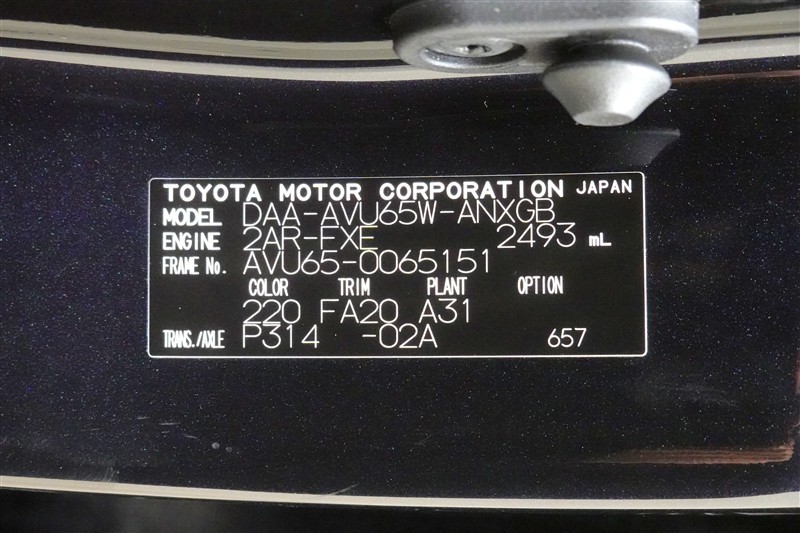 TOYOTA MOTOR CORPORATION JAPAN
MODEL DAA-AVU65W-ANXGB
ENGINE 2AR-FXE 2493 mL
FRAME No. AVU65-0065151
COLOR TRIM PLANT OPTION
220 FA20 A31
TRANS./AXLE P314 -02A 657